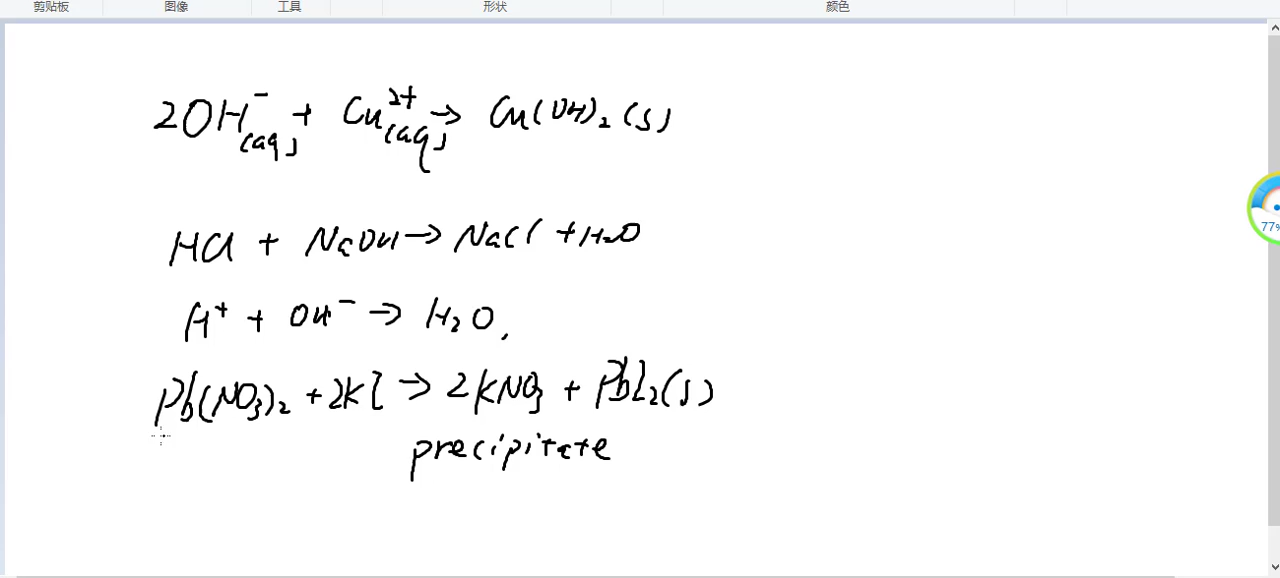 剪贴板 图像 工具 形状 颜色
2OH⁻(aq) + Cu²⁺(aq) → Cu(OH)₂(s)
77%
HCl + NaOH → NaCl + H₂O
H⁺ + OH⁻ → H₂O,
Pb(NO₃)₂ + 2KI → 2KNO₃ + PbI₂(s)
precipitate